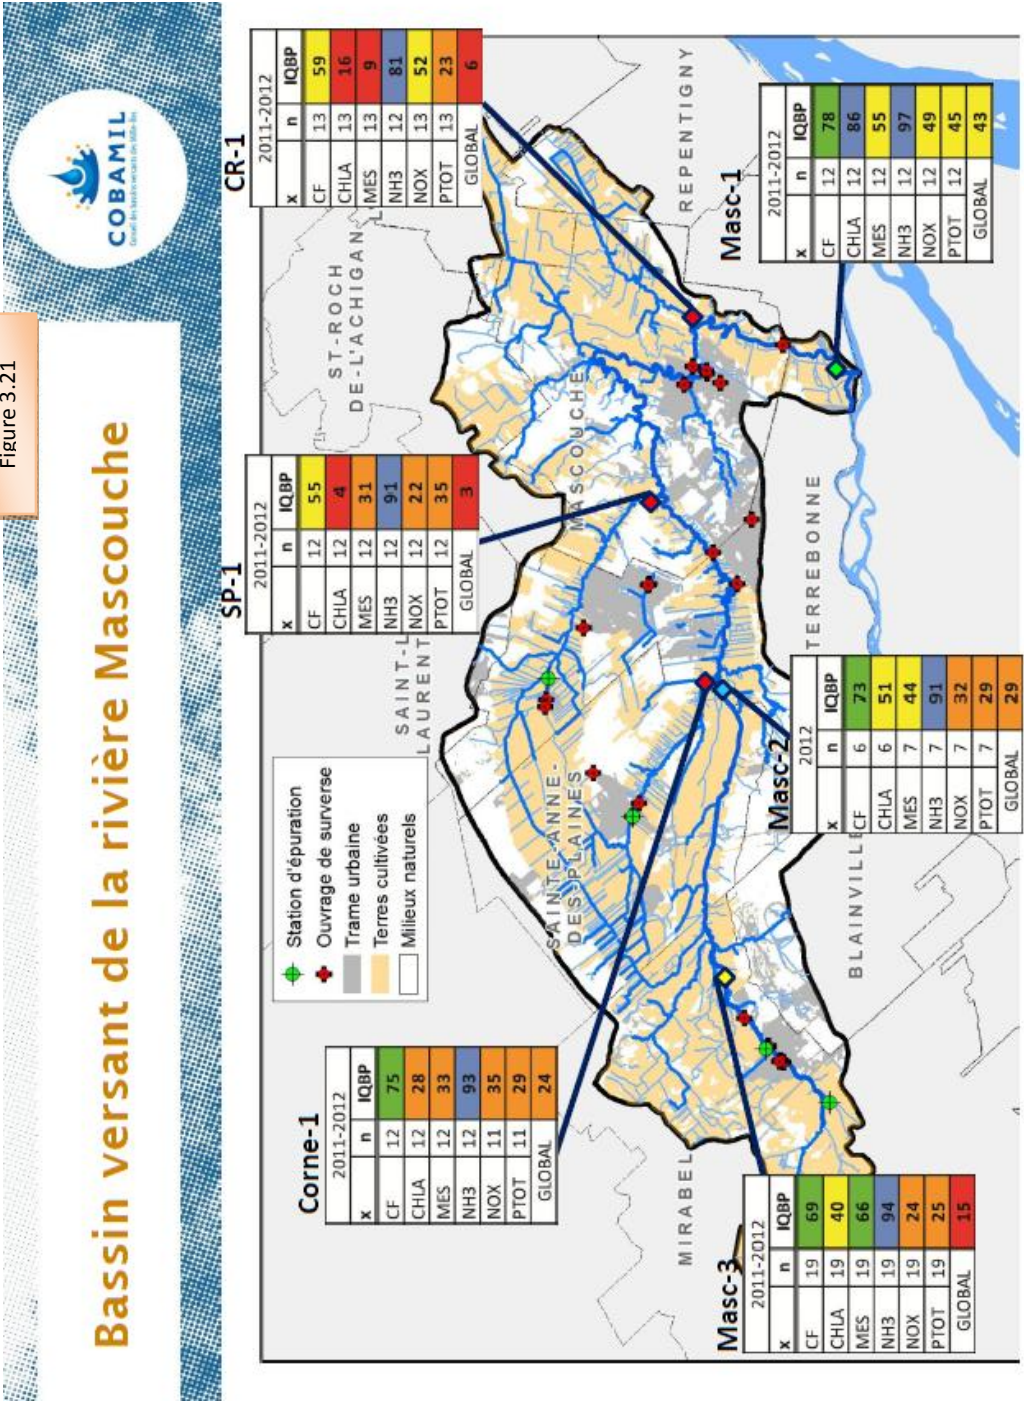 Figure 3.21
Bassin versant de la rivière Mascouche
COBAMIL
Conseil des bassins versants des Mille-Îles
Station d'épuration
Ouvrage de surverse
Trame urbaine
Terres cultivées
Milieux naturels
Corne-1
2011-2012
x n IQBP
CF 12 75
CHLA 12 28
MES 12 33
NH3 12 93
NOX 11 35
PTOT 11 29
GLOBAL 24
SP-1
2011-2012
x n IQBP
CF 12 55
CHLA 12 4
MES 12 31
NH3 12 91
NOX 12 22
PTOT 12 35
GLOBAL 3
CR-1
2011-2012
x n IQBP
CF 13 59
CHLA 13 16
MES 13 9
NH3 12 81
NOX 13 52
PTOT 13 23
GLOBAL 6
SAINT-L
LAURENT
ST-ROCH
DE-L'ACHIGAN
SAINTE-ANNE-
DES-PLAINES
MASCOUCHE
REPENTIGNY
MIRABEL
BLAINVILLE
TERREBONNE
Masc-3
2011-2012
x n IQBP
CF 19 69
CHLA 19 40
MES 19 66
NH3 19 94
NOX 19 24
PTOT 19 25
GLOBAL 15
Masc-2
2012
x n IQBP
CF 6 73
CHLA 6 51
MES 7 44
NH3 7 91
NOX 7 32
PTOT 7 29
GLOBAL 29
Masc-1
2011-2012
x n IQBP
CF 12 78
CHLA 12 86
MES 12 55
NH3 12 97
NOX 12 49
PTOT 12 45
GLOBAL 43